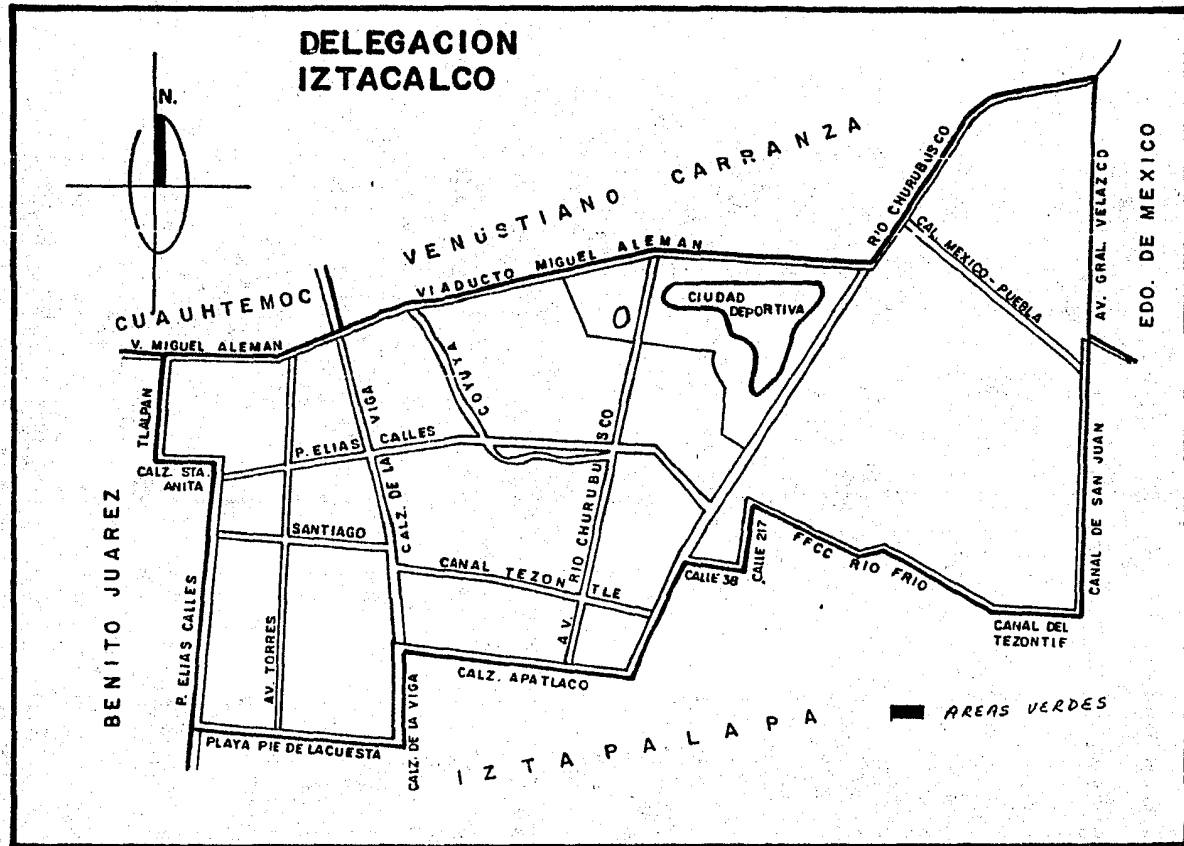 DELEGACION
IZTACALCO
N.
VENUSTIANO CARRANZA
CUAUHTEMOC
VIADUCTO MIGUEL ALEMAN
V. MIGUEL ALEMAN
RIO CHURUBUSCO
CAL. MEXICO-PUEBLA
AV. GRAL. VELAZCO
EDO. DE MEXICO
CIUDAD
DEPORTIVA
TLALPAN
COYUYA
CALZ. DE LA VIGA
P. ELIAS CALLES
CALZ. STA.
ANITA
BENITO JUAREZ
SANTIAGO
AV. RIO CHURUBUSCO
CANAL TEZONTLE
CALLE 38
CALLE 217
FFCC RIO FRIO
CANAL DE SAN JUAN
CANAL DEL
TEZONTLE
P. ELIAS CALLES
AV. TORRES
CALZ. APATLACO
CALZ. DE LA VIGA
PLAYA PIE DE LA CUESTA
IZTAPALAPA
AREAS VERDES